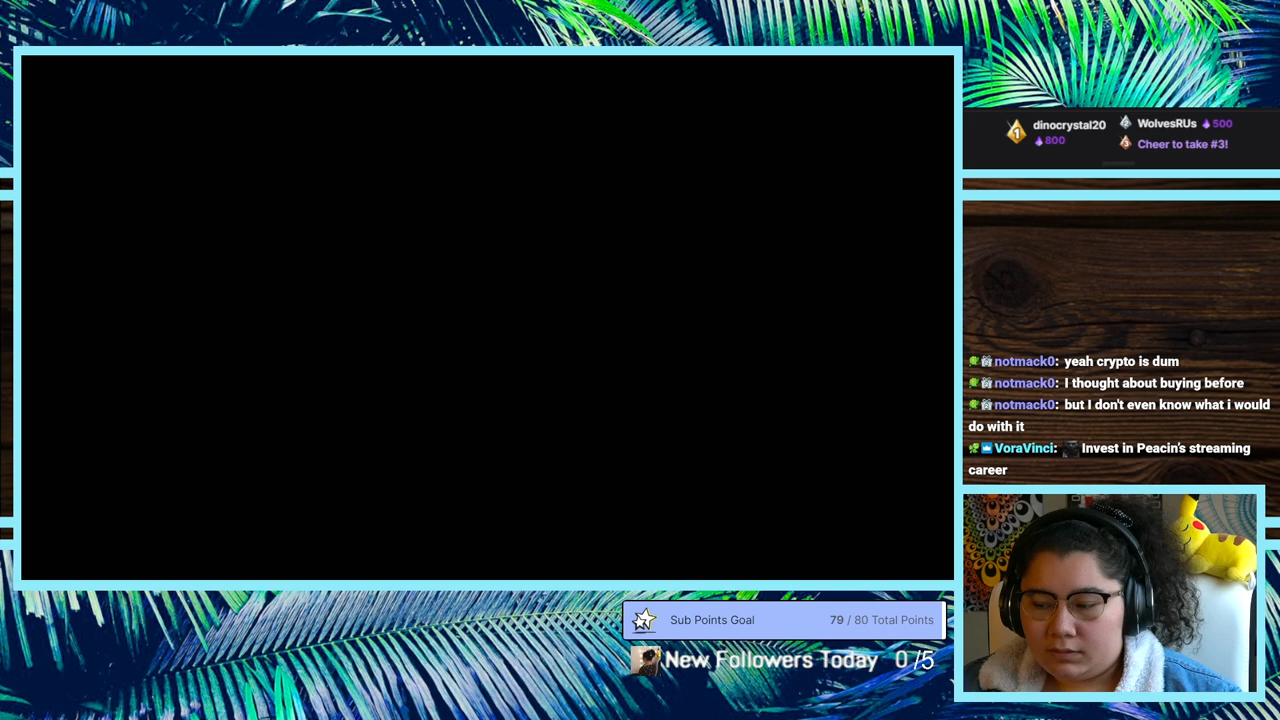 dinocrystal20
800
WolvesRUs 500
Cheer to take #3!
notmack0: yeah crypto is dum
notmack0: I thought about buying before
notmack0: but I don't even know what i would
do with it
VoraVinci: Invest in Peacin's streaming
career
Sub Points Goal 79 / 80 Total Points
New Followers Today 0 /5